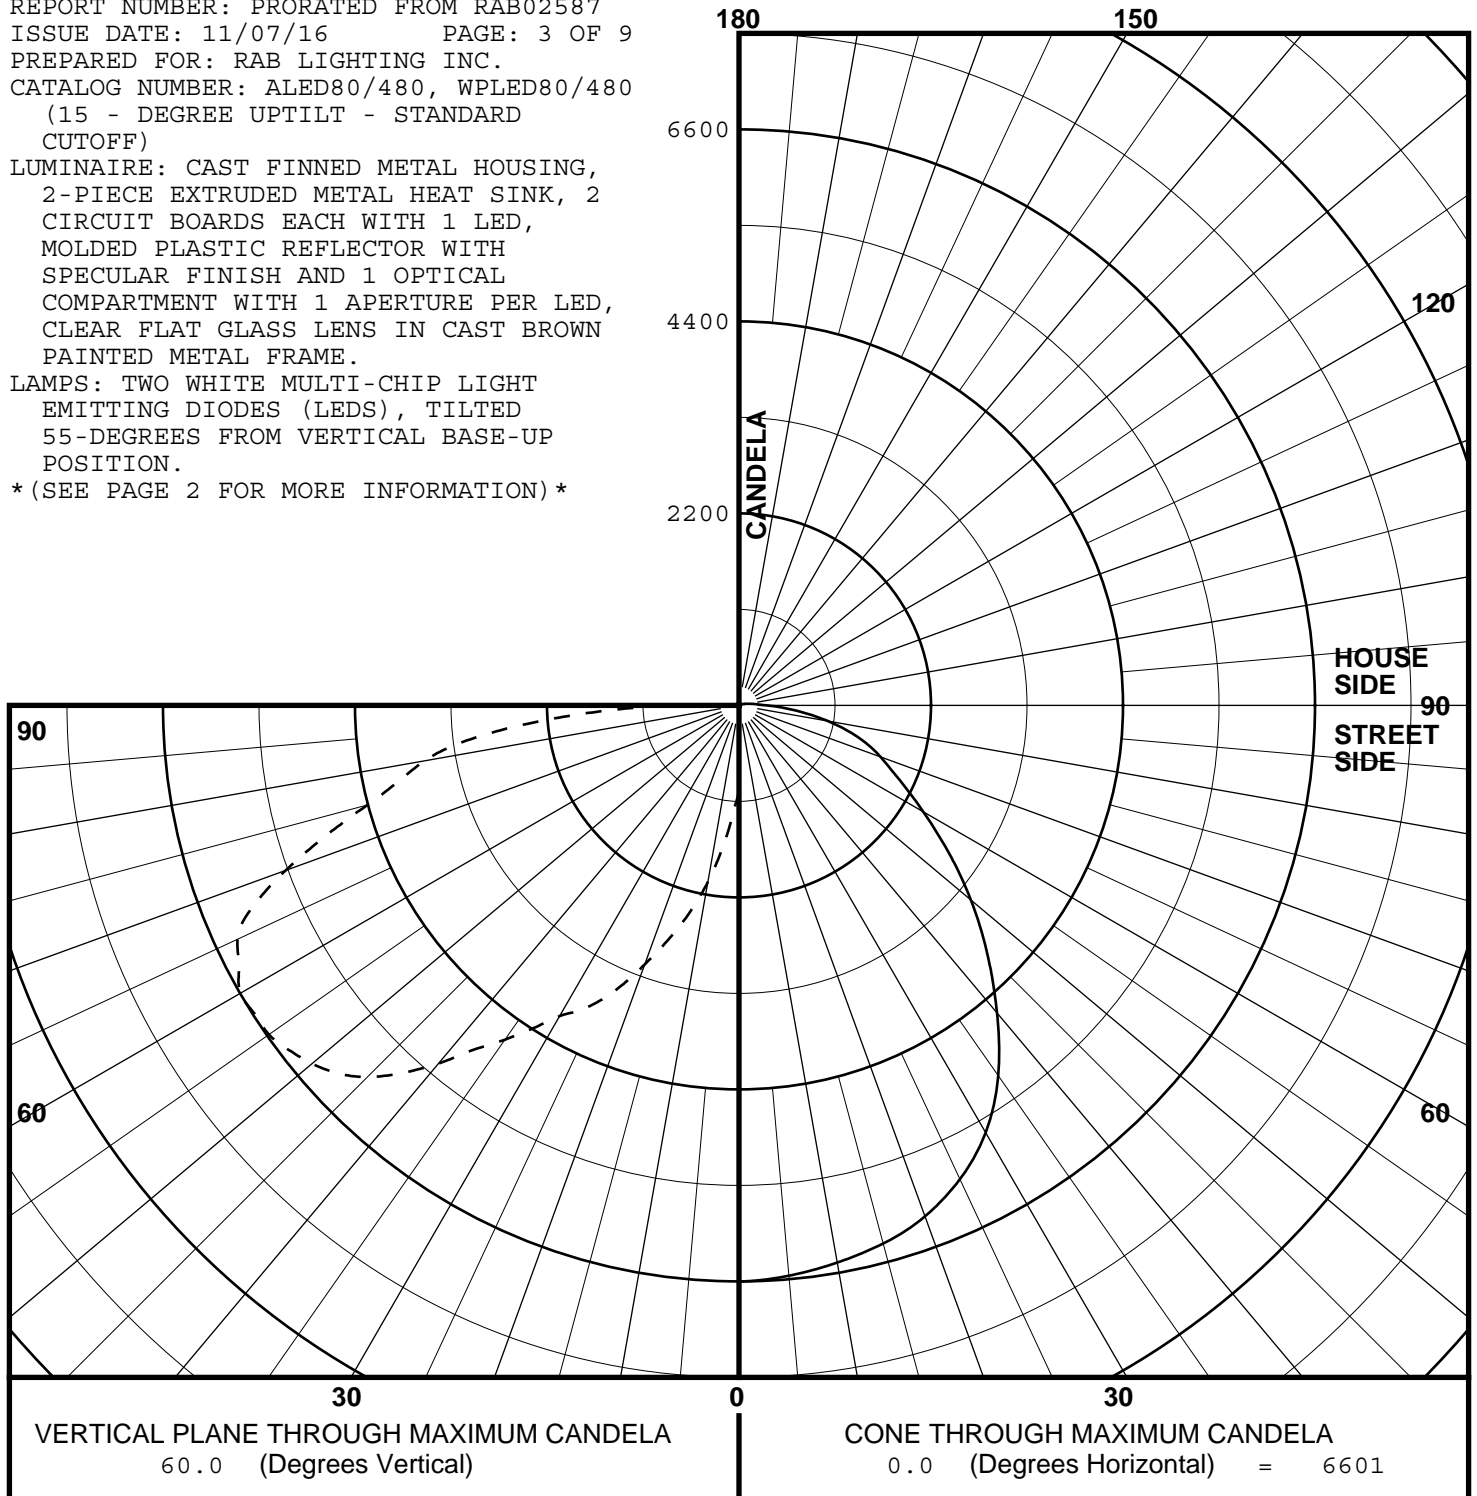 REPORT NUMBER: PRORATED FROM RAB02587
ISSUE DATE: 11/07/16 PAGE: 3 OF 9
PREPARED FOR: RAB LIGHTING INC.
CATALOG NUMBER: ALED80/480, WPLED80/480
(15 - DEGREE UPTILT - STANDARD
CUTOFF)
LUMINAIRE: CAST FINNED METAL HOUSING,
2-PIECE EXTRUDED METAL HEAT SINK, 2
CIRCUIT BOARDS EACH WITH 1 LED,
MOLDED PLASTIC REFLECTOR WITH
SPECULAR FINISH AND 1 OPTICAL
COMPARTMENT WITH 1 APERTURE PER LED,
CLEAR FLAT GLASS LENS IN CAST BROWN
PAINTED METAL FRAME.
LAMPS: TWO WHITE MULTI-CHIP LIGHT
EMITTING DIODES (LEDS), TILTED
55-DEGREES FROM VERTICAL BASE-UP
POSITION.
*(SEE PAGE 2 FOR MORE INFORMATION)*
180
150
6600
120
4400
CANDELA
2200
HOUSE
SIDE
90
90
STREET
SIDE
60
60
30
0
30
VERTICAL PLANE THROUGH MAXIMUM CANDELA
60.0 (Degrees Vertical)
CONE THROUGH MAXIMUM CANDELA
0.0 (Degrees Horizontal) = 6601